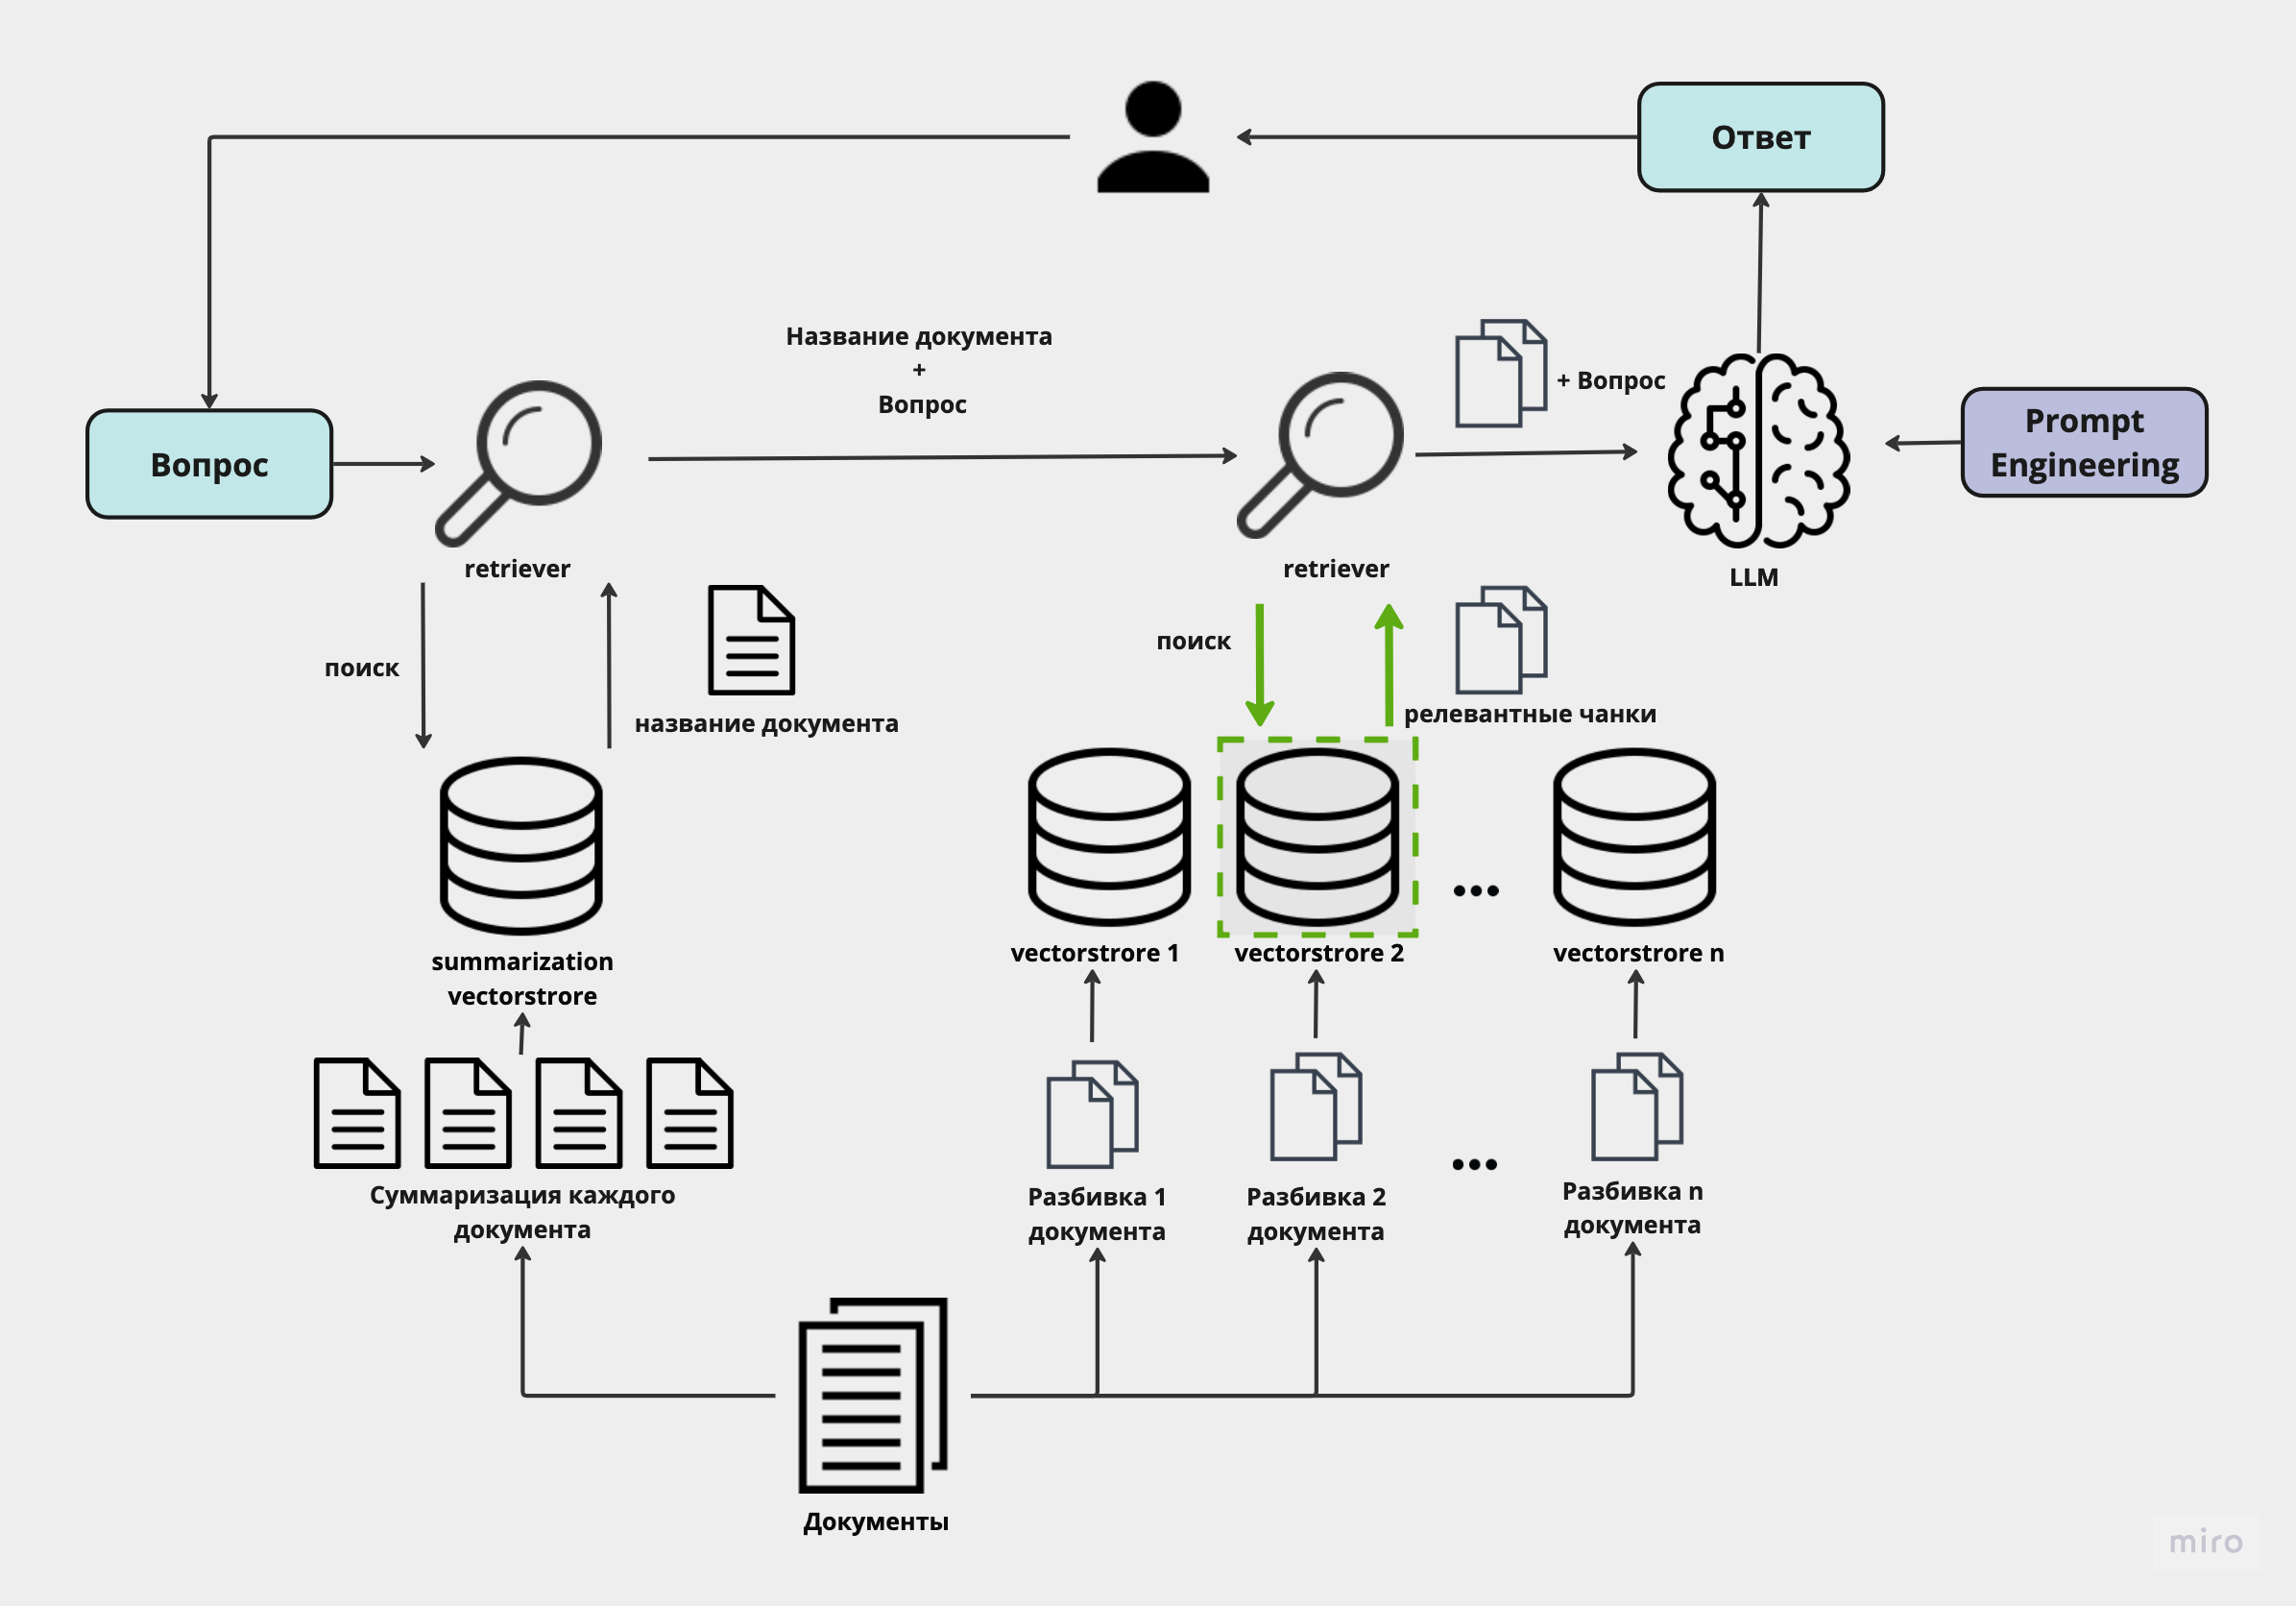 Ответ
Название документа
+
Вопрос
+ Вопрос
Prompt
Engineering
Вопрос
retriever
retriever
LLM
поиск
поиск
название документа
релевантные чанки
summarization
vectorstrore
vectorstrore 1
vectorstrore 2
vectorstrore n
Суммаризация каждого
документа
Разбивка 1
документа
Разбивка 2
документа
Разбивка n
документа
Документы
miro